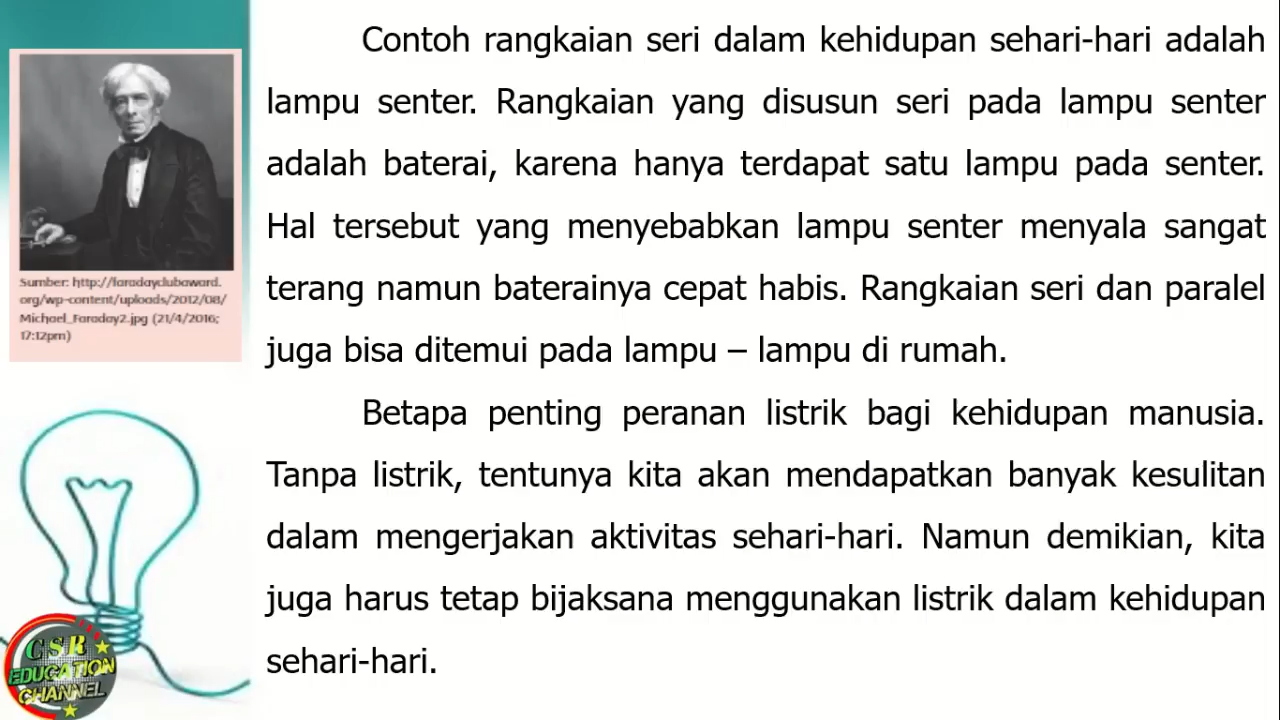 Contoh rangkaian seri dalam kehidupan sehari-hari adalah
lampu senter. Rangkaian yang disusun seri pada lampu senter
adalah baterai, karena hanya terdapat satu lampu pada senter.
Hal tersebut yang menyebabkan lampu senter menyala sangat
terang namun baterainya cepat habis. Rangkaian seri dan paralel
juga bisa ditemui pada lampu – lampu di rumah.
Betapa penting peranan listrik bagi kehidupan manusia.
Tanpa listrik, tentunya kita akan mendapatkan banyak kesulitan
dalam mengerjakan aktivitas sehari-hari. Namun demikian, kita
juga harus tetap bijaksana menggunakan listrik dalam kehidupan
sehari-hari.
Sumber: http://faradayclubaward.
org/wp-content/uploads/2012/08/
Michael_Faraday2.jpg (21/4/2016;
17:12pm)
CSR
EDUCATION
CHANNEL